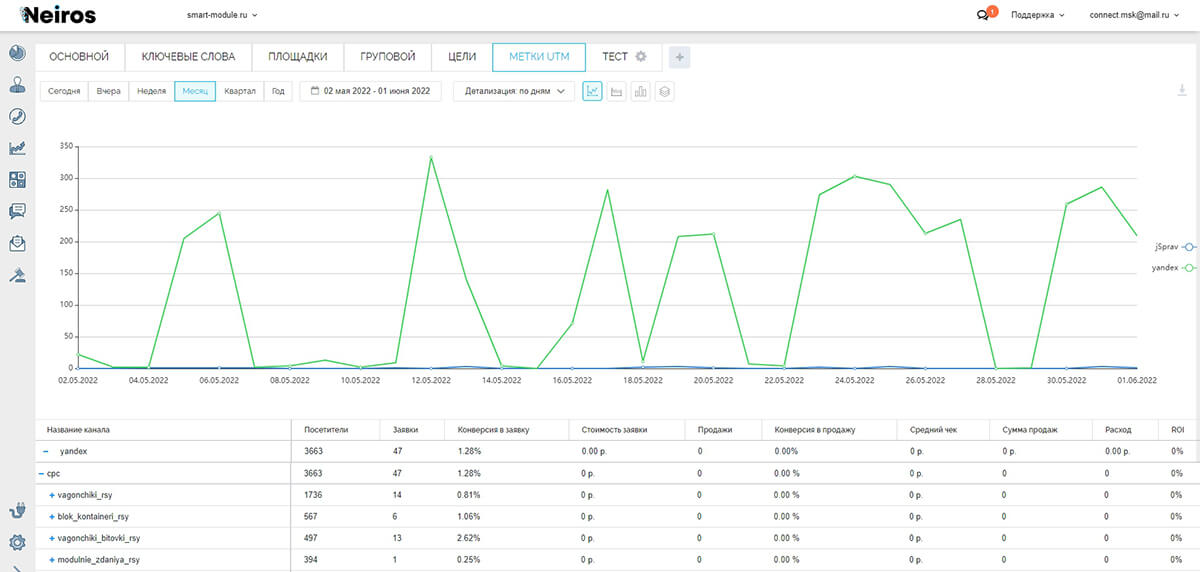 Neiros smart-module.ru 1 Поддержка connect.msk@mail.ru
ОСНОВНОЙ КЛЮЧЕВЫЕ СЛОВА ПЛОЩАДКИ ГРУППОВОЙ ЦЕЛИ МЕТКИ UTM ТЕСТ +
Сегодня Вчера Неделя Месяц Квартал Год 02 мая 2022 - 01 июня 2022 Детализация: по дням
350
300
250
200
150
100
50
0
jSprav
yandex
02.05.2022 04.05.2022 06.05.2022 08.05.2022 10.05.2022 12.05.2022 14.05.2022 16.05.2022 18.05.2022 20.05.2022 22.05.2022 24.05.2022 26.05.2022 28.05.2022 30.05.2022 01.06.2022
Название канала Посетители Заявки Конверсия в заявку Стоимость заявки Продажи Конверсия в продажу Средний чек Сумма продаж Расход ROI
− yandex 3663 47 1.28% 0.00 р. 0 0.00% 0 р. 0 р. 0.00 р. 0%
− cpc 3663 47 1.28% 0 р. 0 0.00 % 0 р. 0 0 0%
+ vagonchiki_rsy 1736 14 0.81% 0 р. 0 0.00 % 0 р. 0 0 0%
+ blok_kontaineri_rsy 567 6 1.06% 0 р. 0 0.00 % 0 р. 0 0 0%
+ vagonchiki_bitovki_rsy 497 13 2.62% 0 р. 0 0.00 % 0 р. 0 0 0%
+ modulnie_zdaniya_rsy 394 1 0.25% 0 р. 0 0.00 % 0 р. 0 0 0%